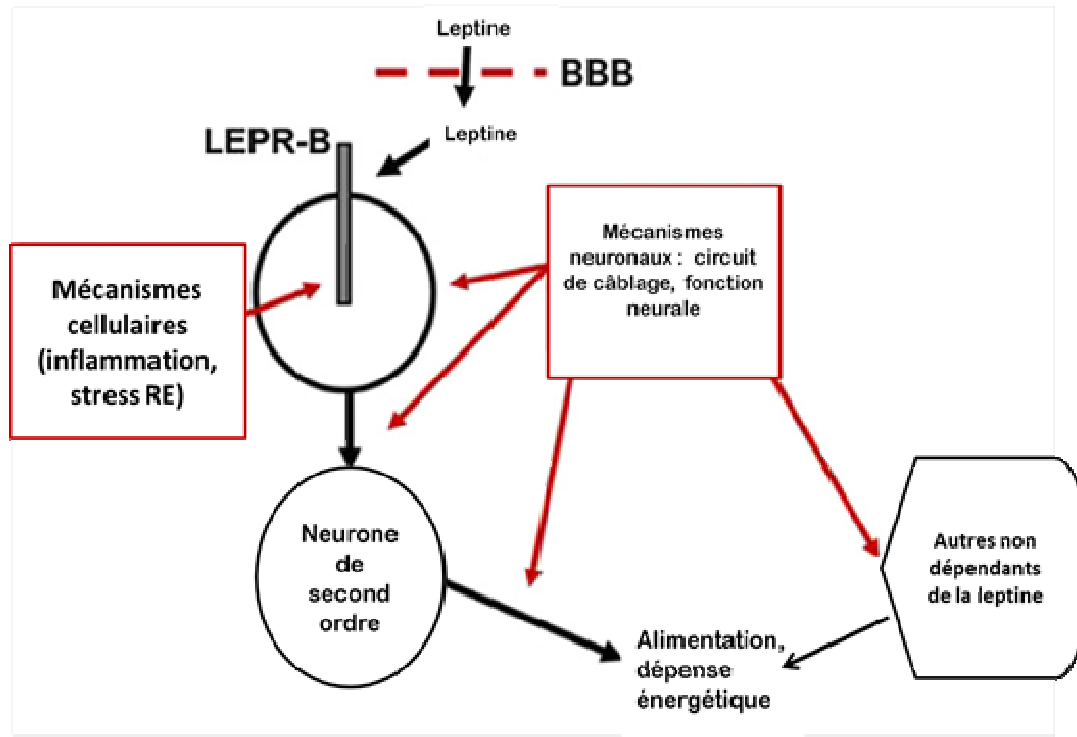 Leptine
BBB
Leptine
LEPR-B
Mécanismes
neuronaux : circuit
de câblage, fonction
neurale
Mécanismes
cellulaires
(inflammation,
stress RE)
Neurone
de
second
ordre
Autres non
dépendants
de la leptine
Alimentation,
dépense
énergétique